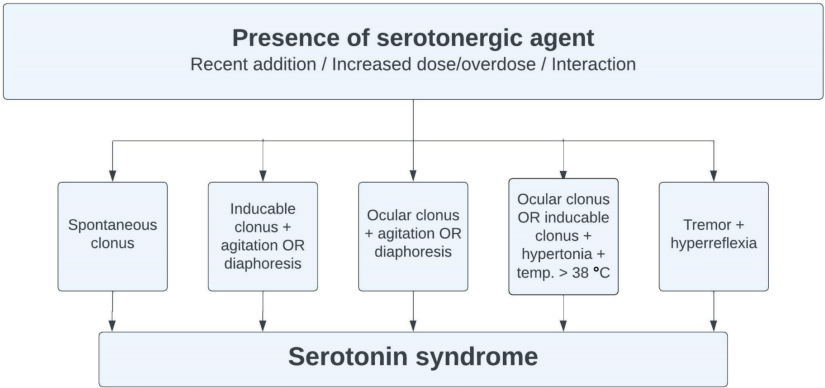 Presence of serotonergic agent
Recent addition / Increased dose/overdose / Interaction
Spontaneous
clonus
Inducable
clonus +
agitation OR
diaphoresis
Ocular clonus
+ agitation OR
diaphoresis
Ocular clonus
OR inducable
clonus +
hypertonia +
temp. > 38 °C
Tremor +
hyperreflexia
Serotonin syndrome